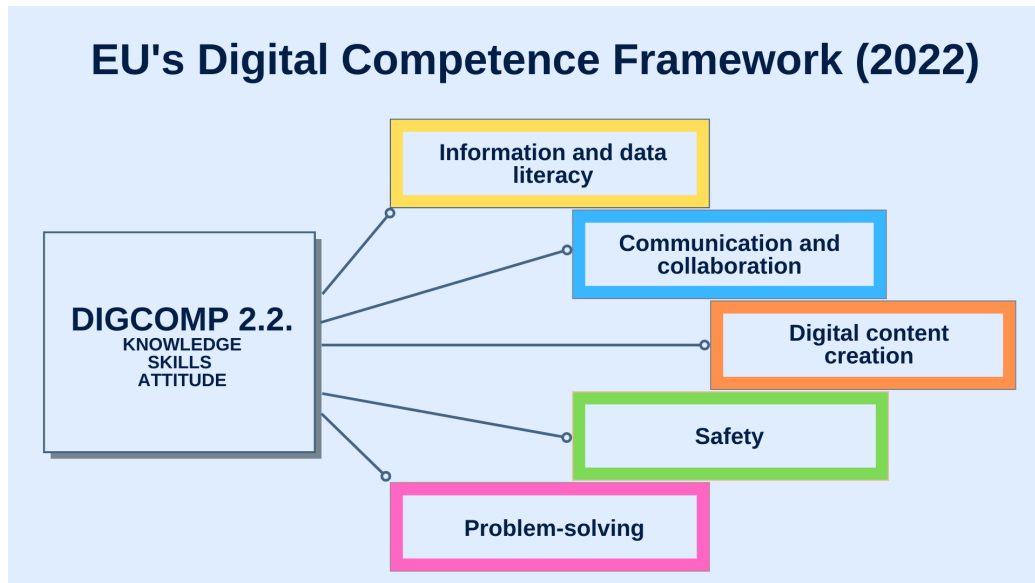 EU's Digital Competence Framework (2022)
Information and data
literacy
Communication and
collaboration
DIGCOMP 2.2.
KNOWLEDGE
SKILLS
ATTITUDE
Digital content
creation
Safety
Problem-solving